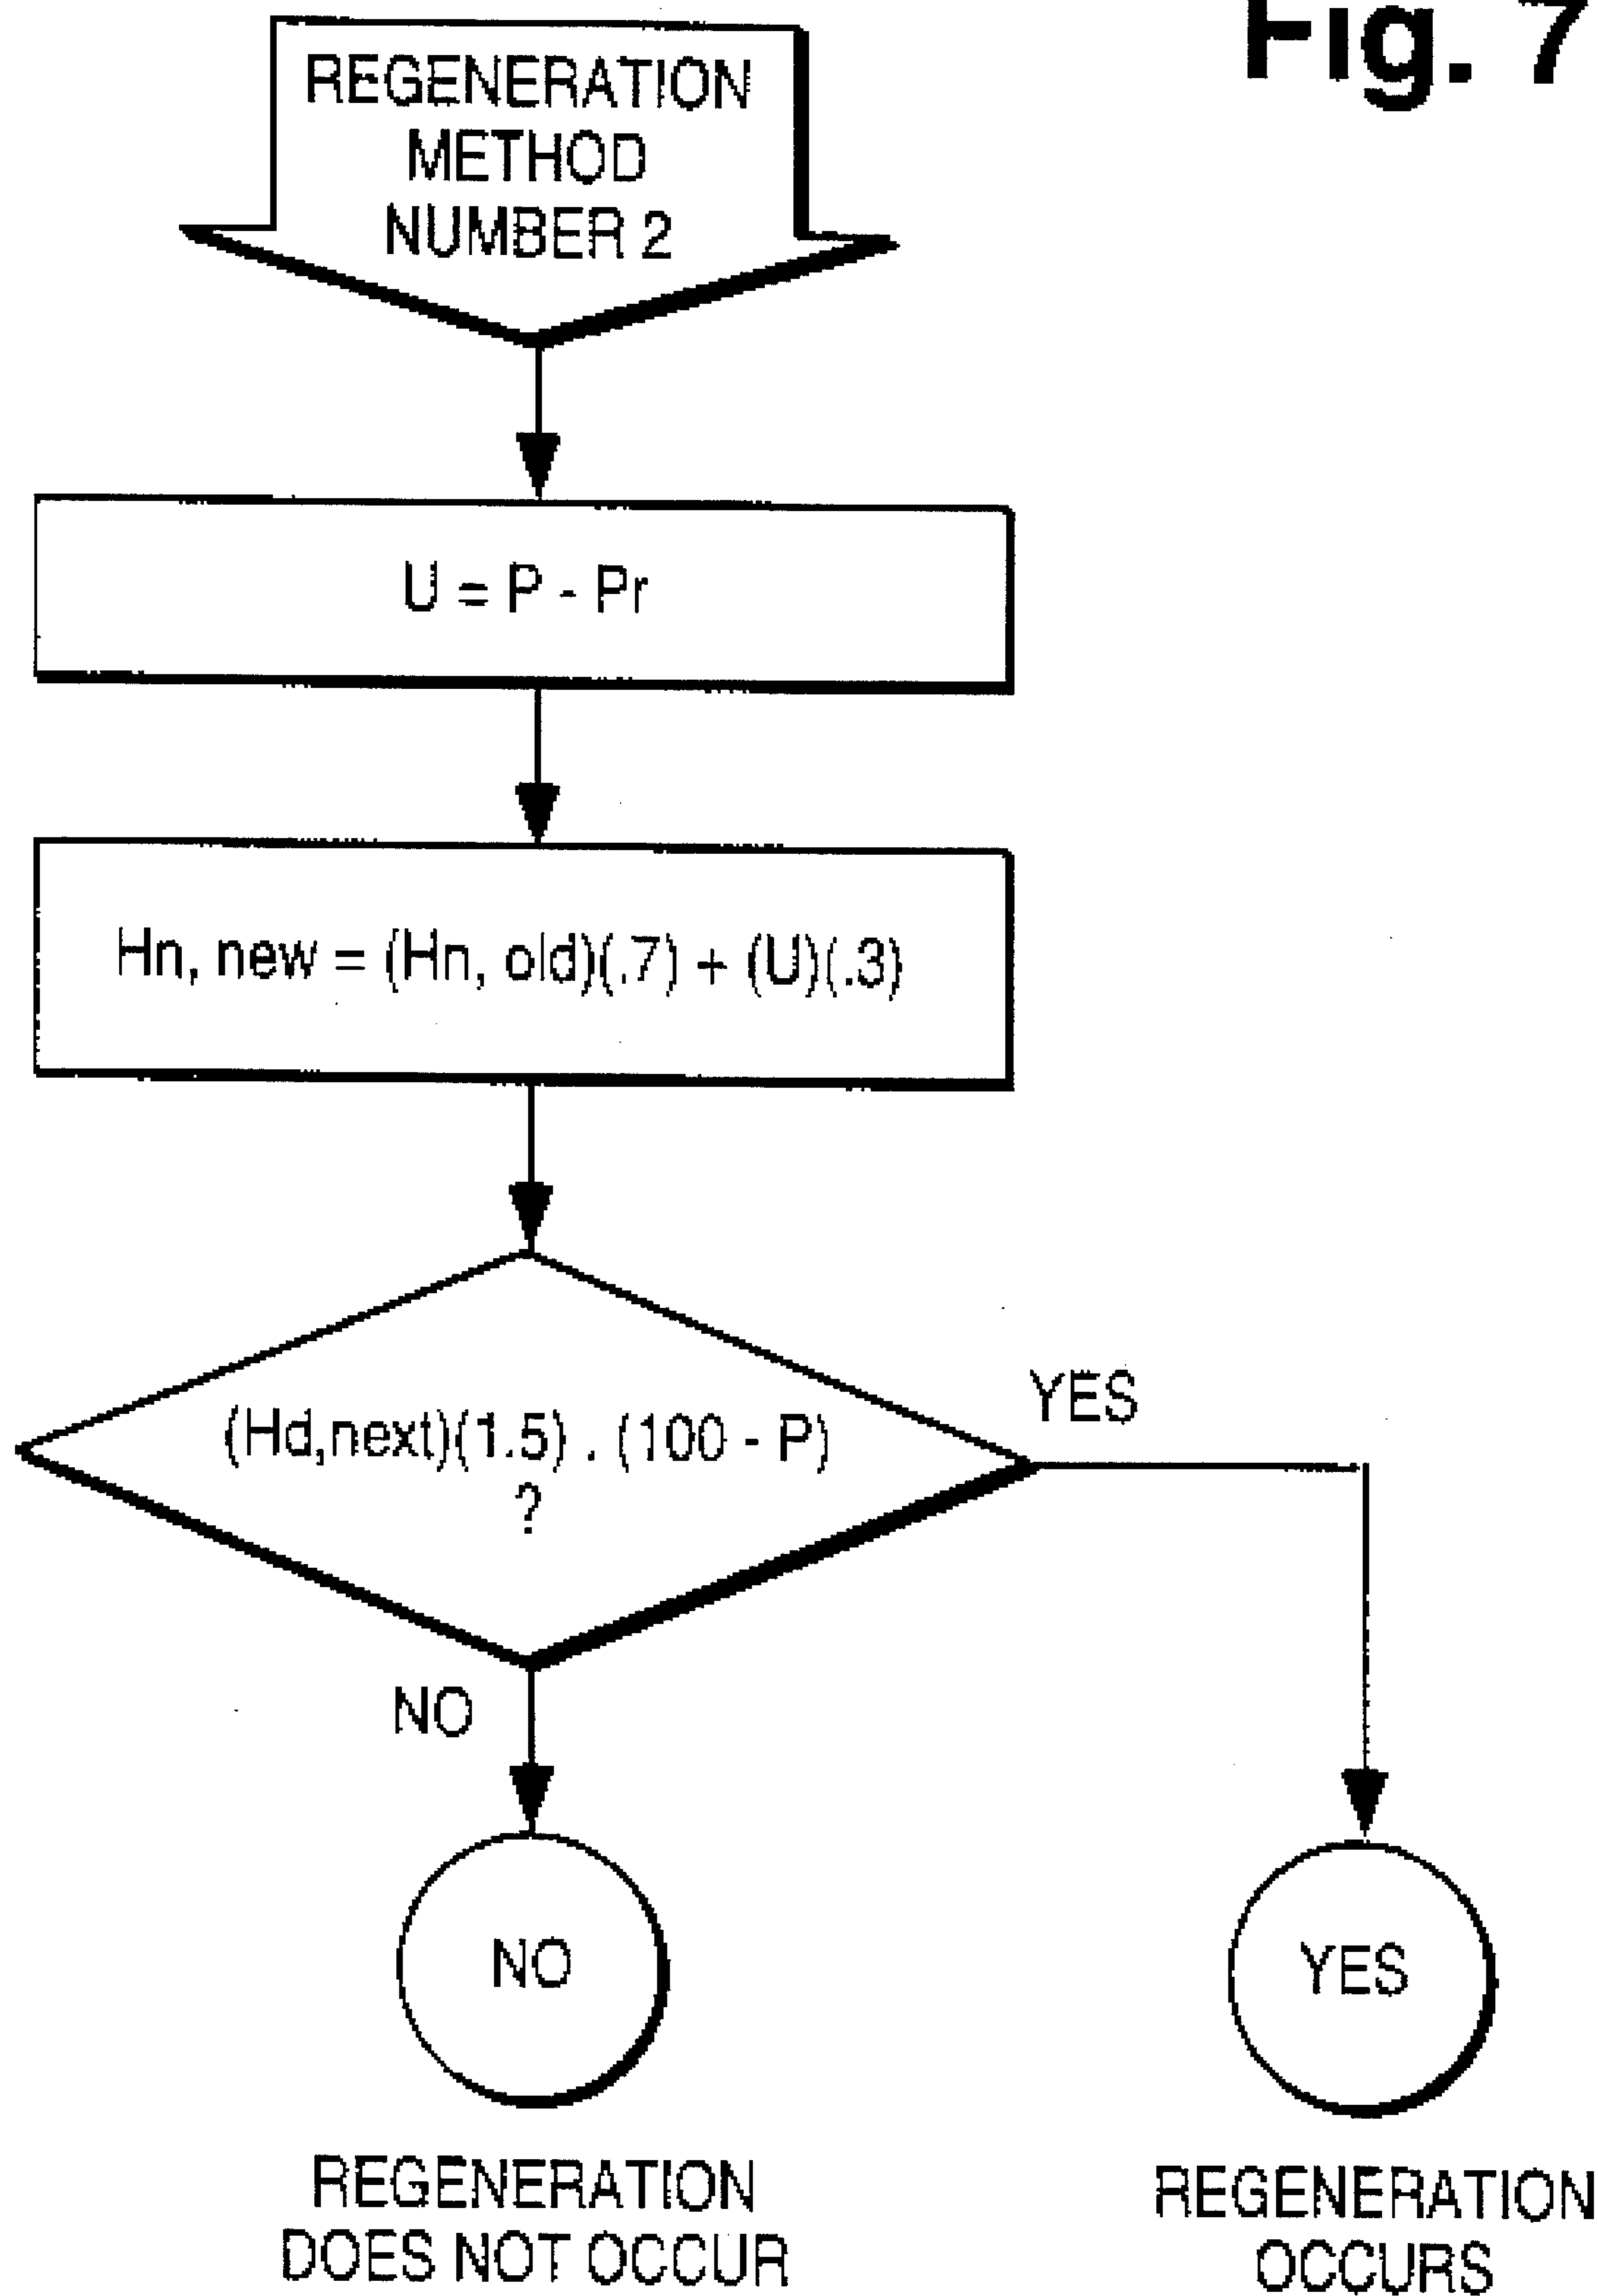 Fig. 7
REGENERATION
METHOD
NUMBER 2
U = P - Pr
Hn, new = (Hn, old)(.7) + (U)(.3)
(Hd,next)(1.5) . (100 - P)
?
YES
NO
NO
YES
REGENERATION
DOES NOT OCCUR
REGENERATION
OCCURS